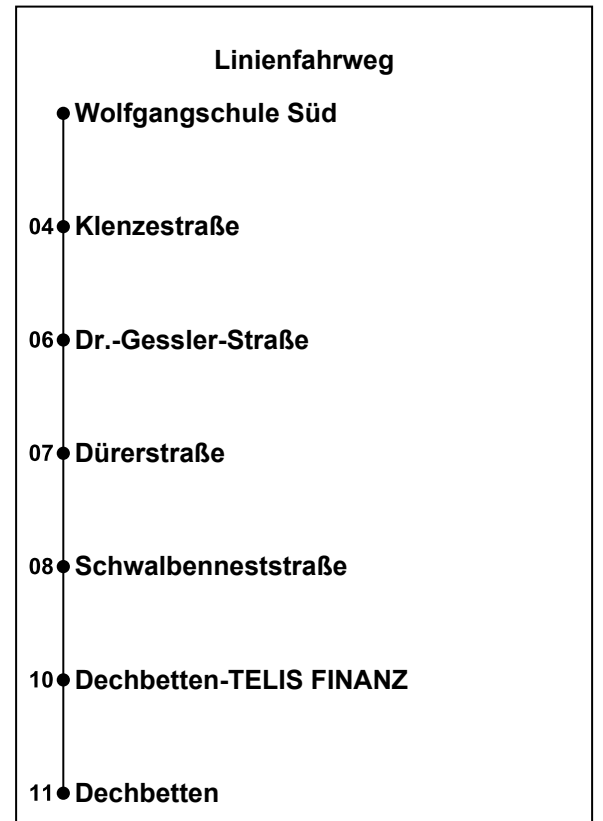 Linienfahrweg
Wolfgangschule Süd
04 Klenzestraße
06 Dr.-Gessler-Straße
07 Dürerstraße
08 Schwalbenneststraße
10 Dechbetten-TELIS FINANZ
11 Dechbetten